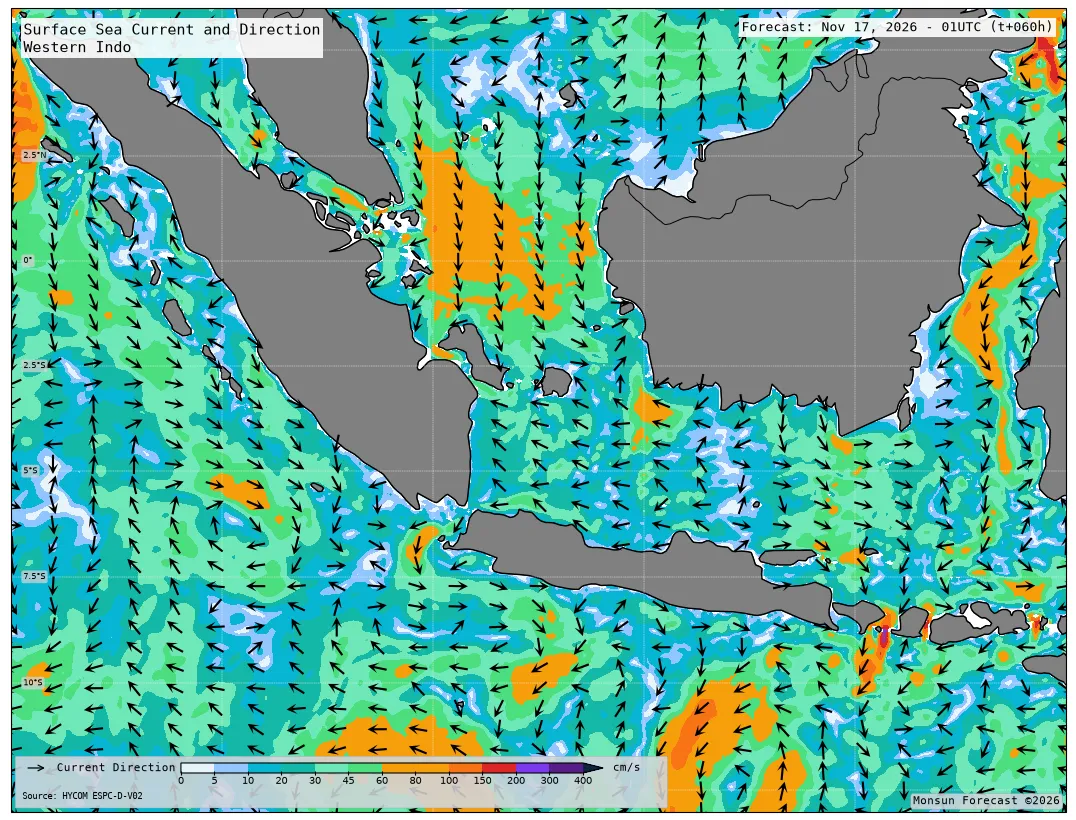 Surface Sea Current and Direction
Western Indo
Forecast: Nov 17, 2026 - 01UTC (t+060h)
2.5°N
0°
2.5°S
5°S
7.5°S
10°S
Current Direction
0 5 10 20 30 45 60 80 100 150 200 300 400 cm/s
Source: HYCOM ESPC-D-V02
Monsun Forecast ©2026